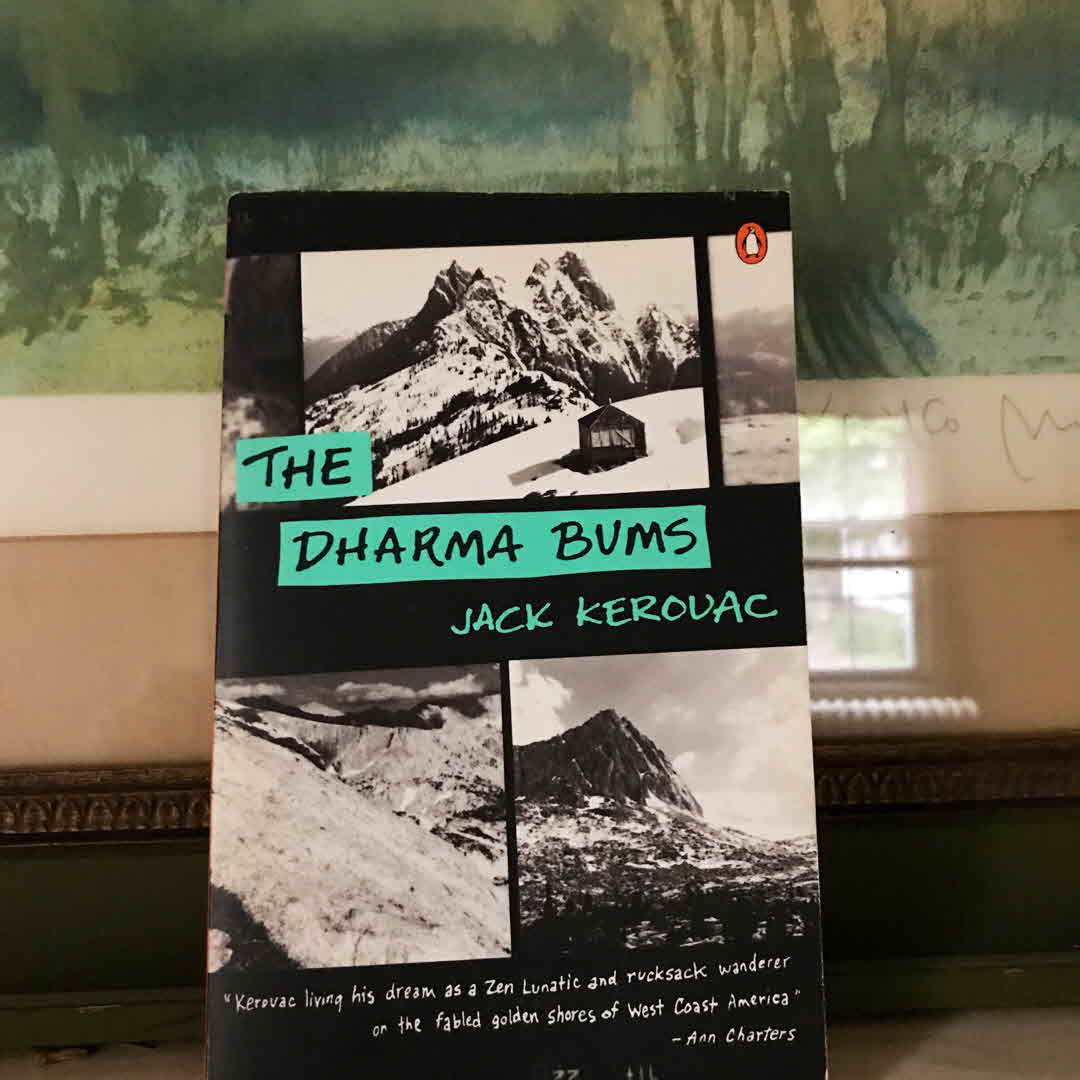 THE
DHARMA BUMS
JACK KEROUAC
"Kerouac living his dream as a Zen Lunatic and rucksack wanderer
on the fabled golden shores of West Coast America"
- Ann Charters